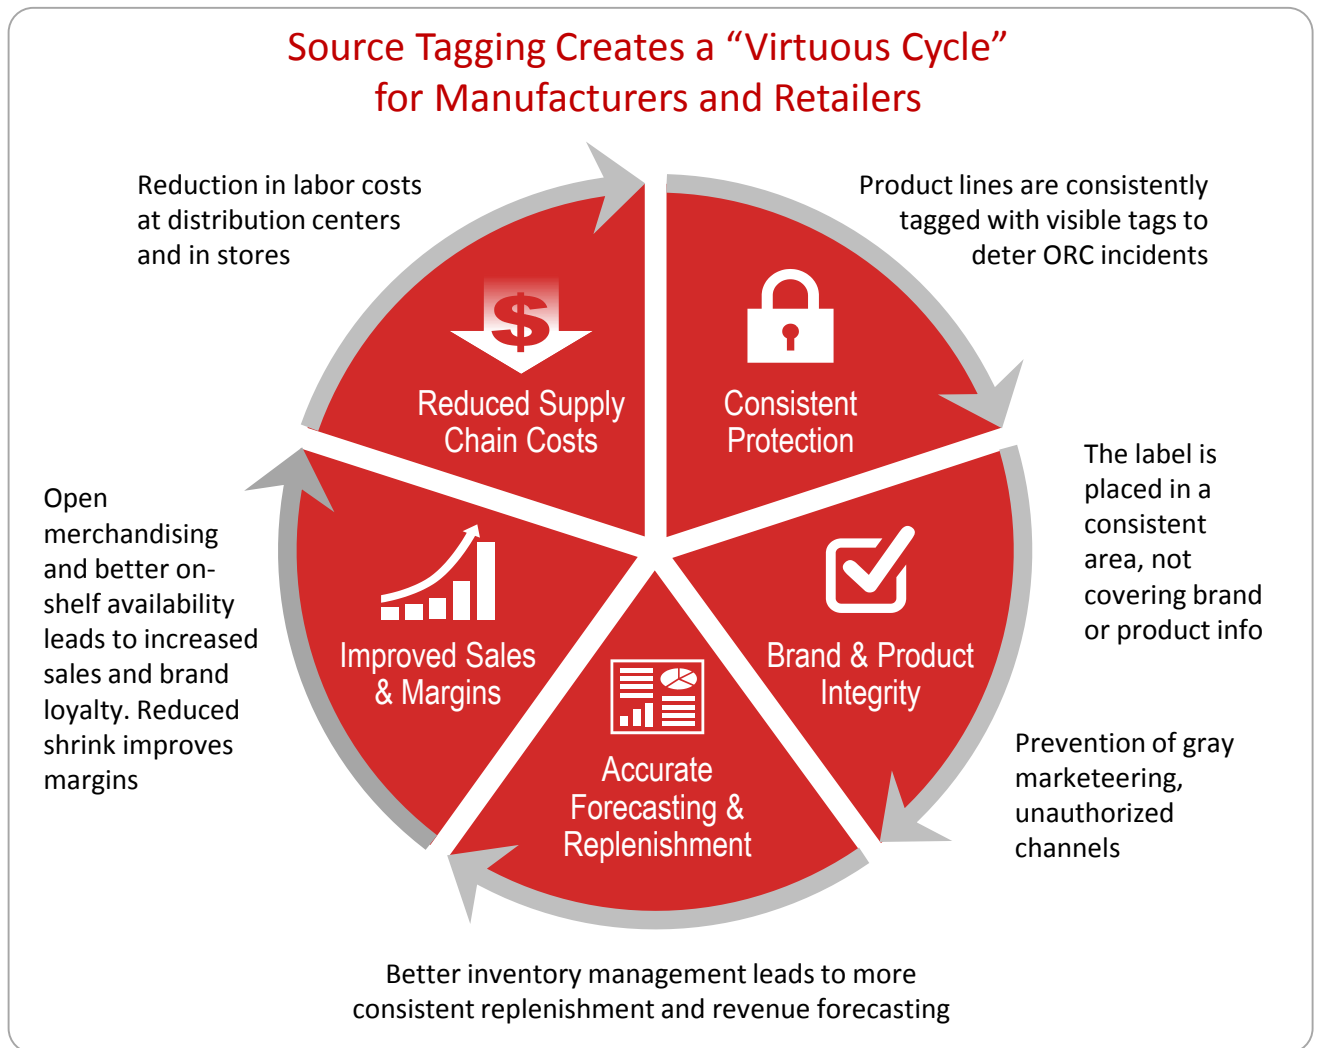 Source Tagging Creates a “Virtuous Cycle”
for Manufacturers and Retailers
Reduction in labor costs
at distribution centers
and in stores
Product lines are consistently
tagged with visible tags to
deter ORC incidents
$
Reduced Supply
Chain Costs
Consistent
Protection
The label is
placed in a
consistent
area, not
covering brand
or product info
Open
merchandising
and better on-
shelf availability
leads to increased
sales and brand
loyalty. Reduced
shrink improves
margins
Improved Sales
& Margins
Brand & Product
Integrity
Accurate
Forecasting &
Replenishment
Prevention of gray
marketeering,
unauthorized
channels
Better inventory management leads to more
consistent replenishment and revenue forecasting